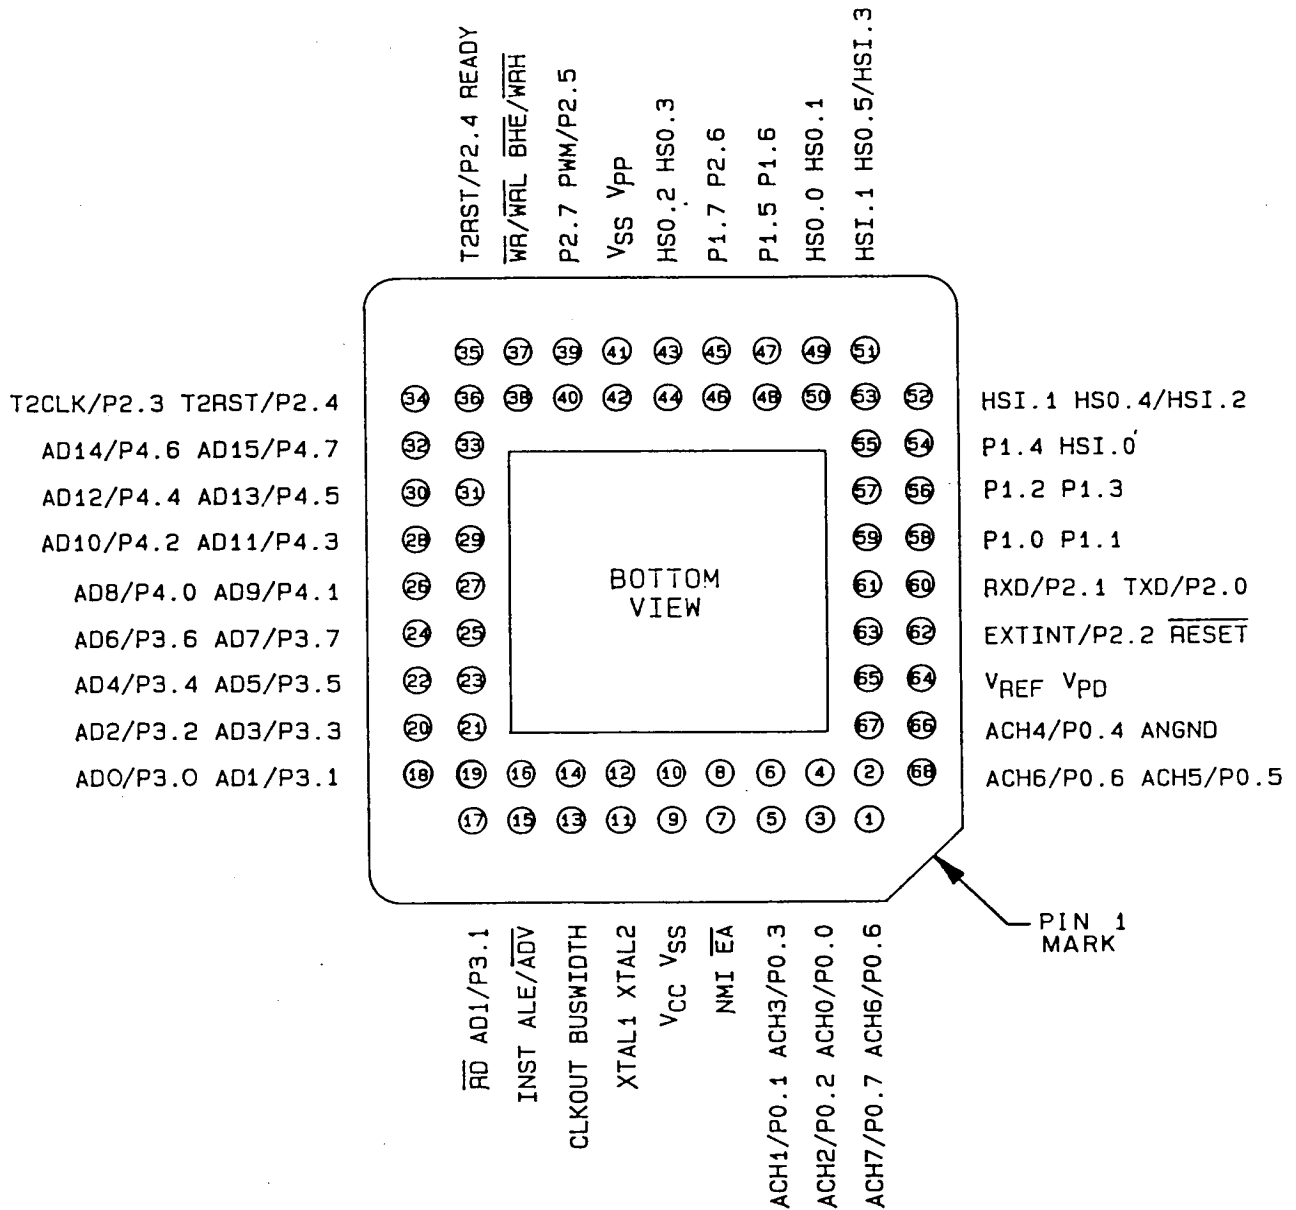 T2RST/P2.4 READY
WR/WRL BHE/WRH
P2.7 PWM/P2.5
VSS VPP
HSO.2 HSO.3
P1.7 P2.6
P1.5 P1.6
HSO.0 HSO.1
HSI.1 HSO.5/HSI.3
35 37 39 41 43 45 47 49 51
T2CLK/P2.3 T2RST/P2.4 34 36 38 40 42 44 46 48 50 53 52 HSI.1 HSO.4/HSI.2
AD14/P4.6 AD15/P4.7 32 33 55 54 P1.4 HSI.0
AD12/P4.4 AD13/P4.5 30 31 57 56 P1.2 P1.3
AD10/P4.2 AD11/P4.3 28 29 59 58 P1.0 P1.1
AD8/P4.0 AD9/P4.1 26 27 61 60 RXD/P2.1 TXD/P2.0
BOTTOM
VIEW
AD6/P3.6 AD7/P3.7 24 25 63 62 EXTINT/P2.2 RESET
AD4/P3.4 AD5/P3.5 22 23 65 64 VREF VPD
AD2/P3.2 AD3/P3.3 20 21 67 66 ACH4/P0.4 ANGND
AD0/P3.0 AD1/P3.1 18 19 16 14 12 10 8 6 4 2 68 ACH6/P0.6 ACH5/P0.5
17 15 13 11 9 7 5 3 1
PIN 1
MARK
RD AD1/P3.1
INST ALE/ADV
CLKOUT BUSWIDTH
XTAL1 XTAL2
VCC VSS
NMI EA
ACH1/P0.1 ACH3/P0.3
ACH2/P0.2 ACH0/P0.0
ACH7/P0.7 ACH6/P0.6